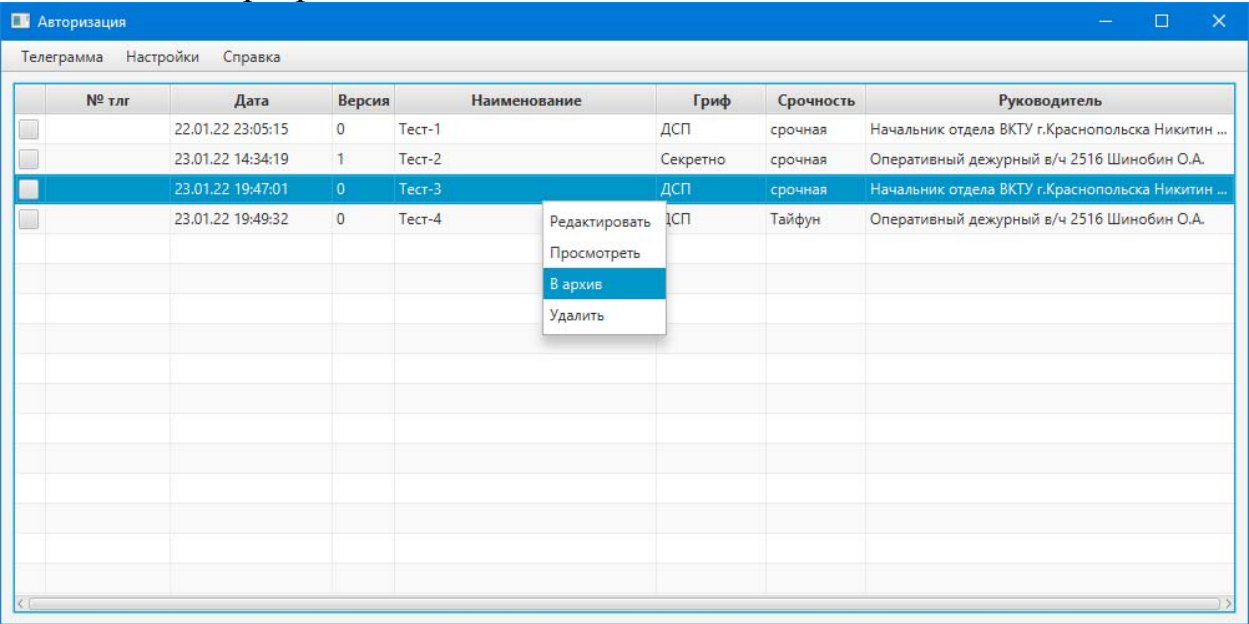 Авторизация
Телеграмма Настройки Справка
№ тлг Дата Версия Наименование Гриф Срочность Руководитель
22.01.22 23:05:15 0 Тест-1 ДСП срочная Начальник отдела ВКТУ г.Краснопольска Никитин ...
23.01.22 14:34:19 1 Тест-2 Секретно срочная Оперативный дежурный в/ч 2516 Шинобин О.А.
23.01.22 19:47:01 0 Тест-3 ДСП срочная Начальник отдела ВКТУ г.Краснопольска Никитин ...
23.01.22 19:49:32 0 Тест-4 ДСП Тайфун Оперативный дежурный в/ч 2516 Шинобин О.А.
Редактировать
Просмотреть
В архив
Удалить